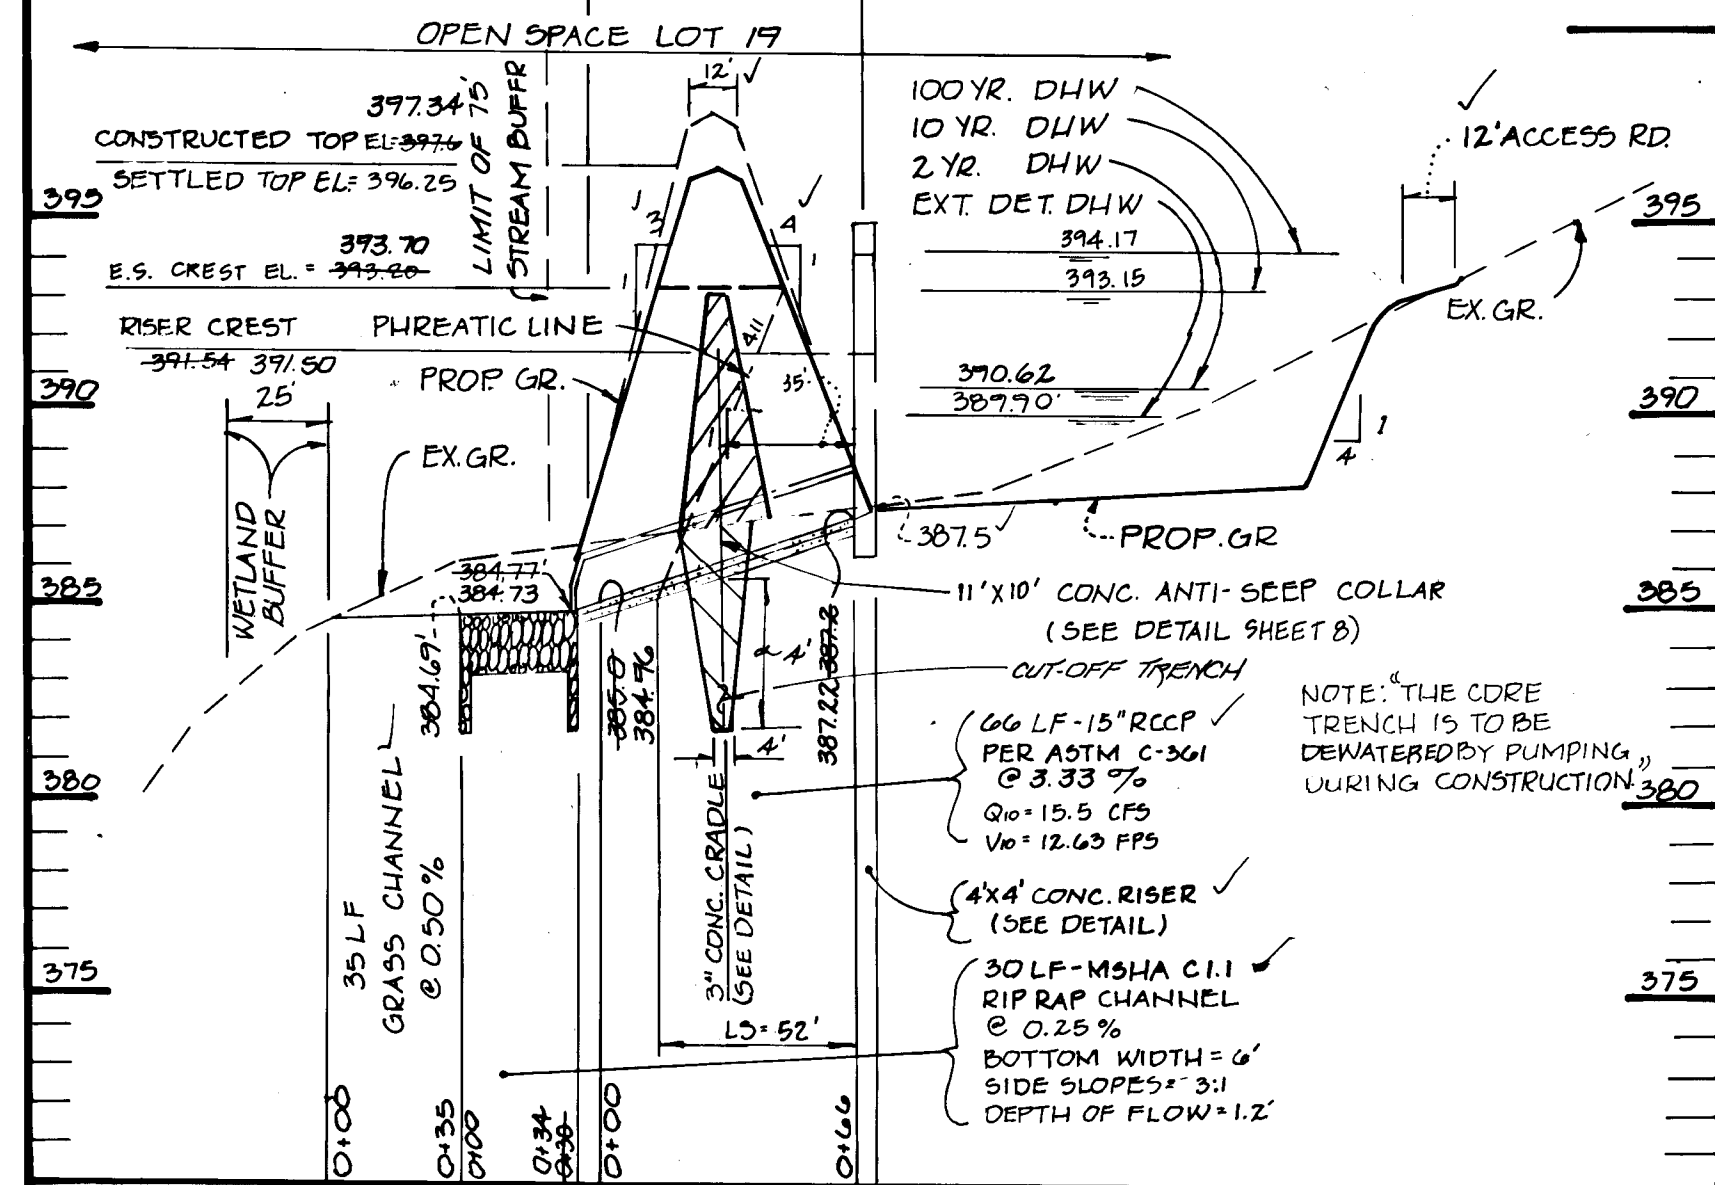 OPEN SPACE LOT 19
12'
397.34
CONSTRUCTED TOP EL= 397.6
SETTLED TOP EL= 396.25
LIMIT OF 75'
STREAM BUFFR
393.70
E.S. CREST EL. = 393.20
RISER CREST
391.54 391.50
PHREATIC LINE
PROP. GR.
EX. GR.
25'
WETLAND
BUFFER
3
1
4
1
4:1
35'
100 YR. DHW
10 YR. DHW
2 YR. DHW
EXT. DET. DHW
394.17
393.15
390.62
389.90'
12' ACCESS RD.
EX. GR.
1
4
387.5
PROP. GR
395
390
385
380
375
395
390
385
380
375
384.77'
384.73
384.69'
385.0
384.96
387.22 387.2
4'
4'
11' X 10' CONC. ANTI-SEEP COLLAR
(SEE DETAIL SHEET 8)
CUT-OFF TRENCH
NOTE: "THE CORE
TRENCH IS TO BE
DEWATERED BY PUMPING
DURING CONSTRUCTION."
66 LF - 15" RCCP
PER ASTM C-361
@ 3.33 %
Q10 = 15.5 CFS
V10 = 12.63 FPS
4'X4' CONC. RISER
(SEE DETAIL)
30 LF - MSHA C1.1
RIP RAP CHANNEL
@ 0.25 %
BOTTOM WIDTH = 6'
SIDE SLOPES = 3:1
DEPTH OF FLOW = 1.2'
35 LF
GRASS CHANNEL
@ 0.50 %
3" CONC. CRADLE
(SEE DETAIL)
LS = 52'
0+00
0+35
0+00
0+34
0+30
0+00
0+66